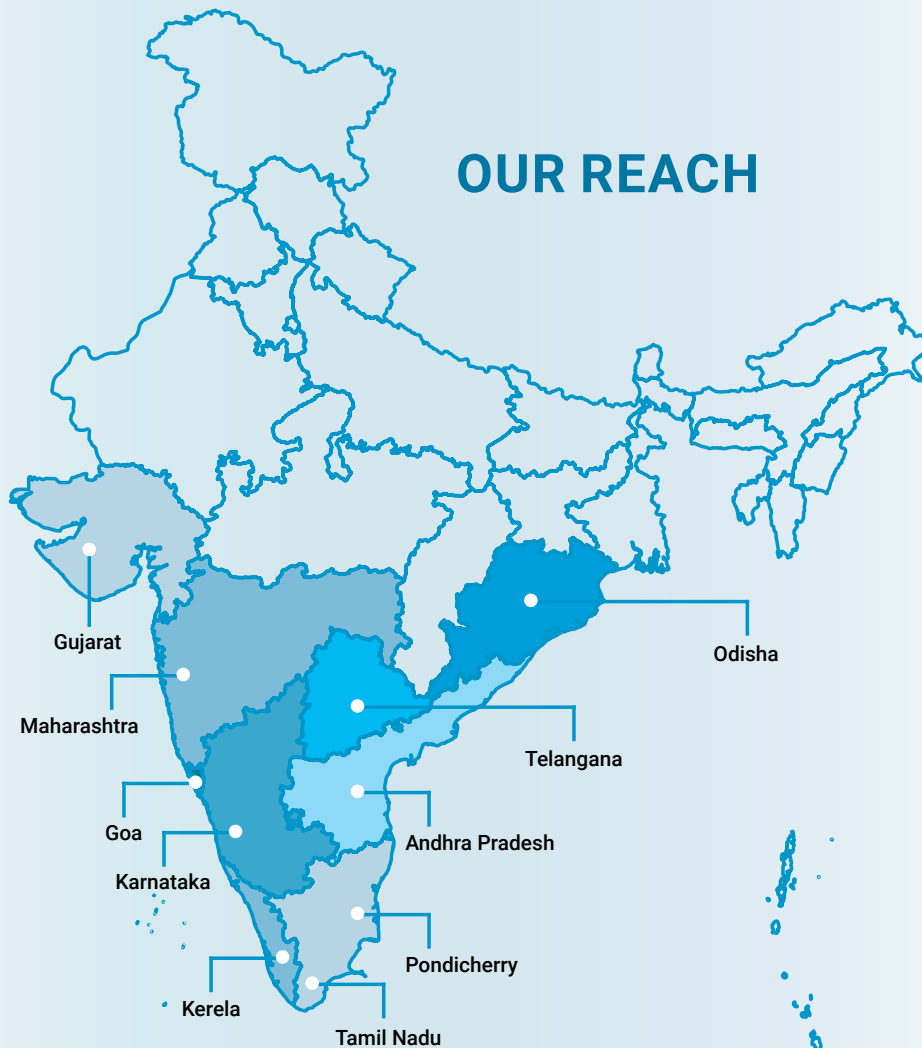 OUR REACH
Gujarat
Odisha
Maharashtra
Telangana
Goa
Andhra Pradesh
Karnataka
Pondicherry
Kerela
Tamil Nadu